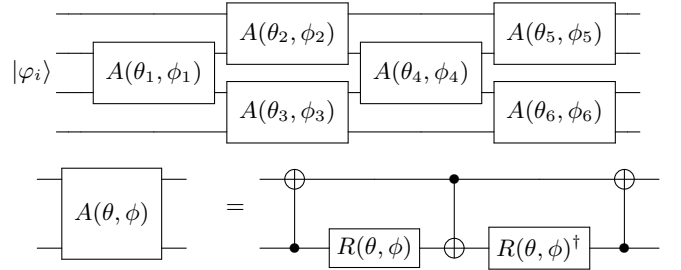 A(θ₂, ϕ₂) A(θ₅, ϕ₅)
|φᵢ⟩ A(θ₁, ϕ₁) A(θ₄, ϕ₄)
A(θ₃, ϕ₃) A(θ₆, ϕ₆)
A(θ, ϕ) = R(θ, ϕ) R(θ, ϕ)†